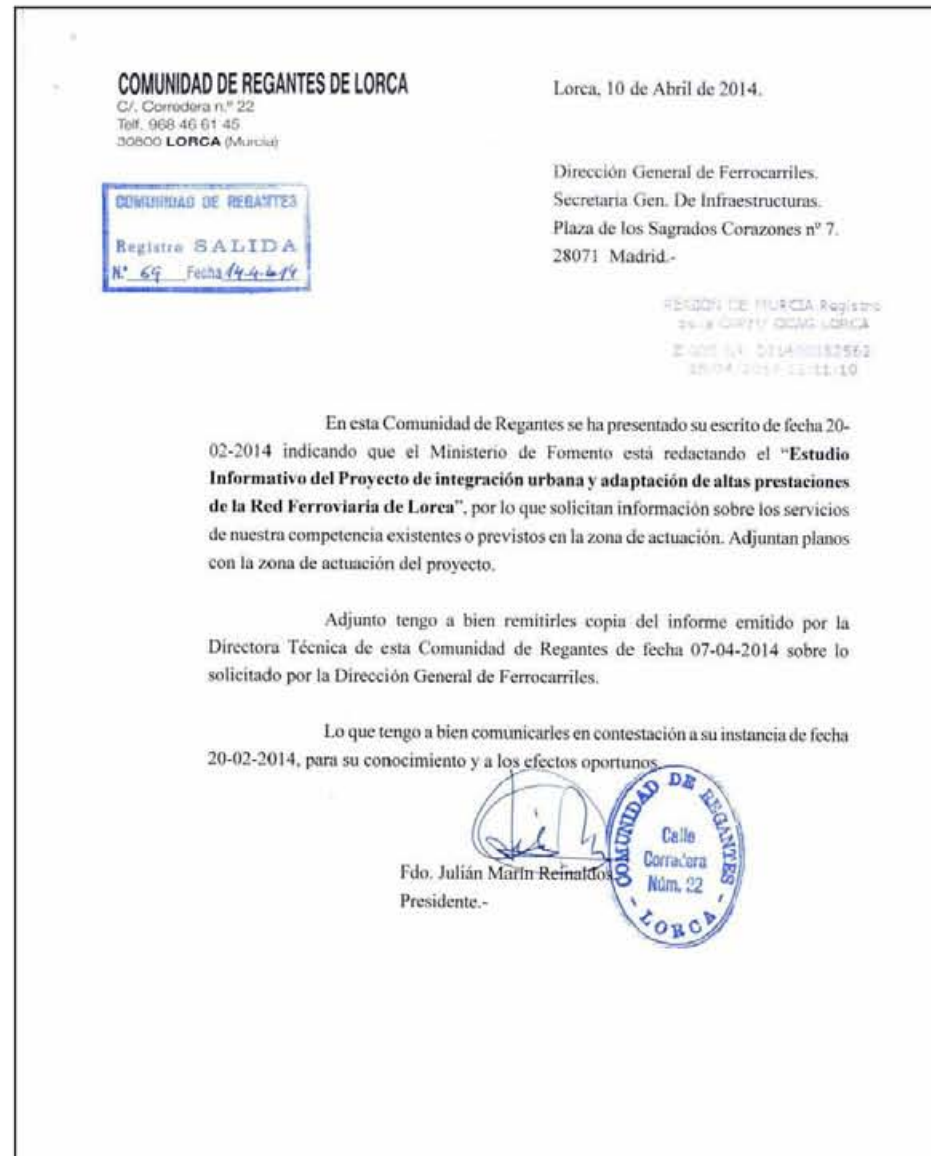 COMUNIDAD DE REGANTES DE LORCA
C/. Corredera n.º 22
Telf. 968 46 61 45
30800 LORCA (Murcia)
Lorca, 10 de Abril de 2014.
COMUNIDAD DE REGANTES
Registro SALIDA
N.º 69 Fecha 14-4-2014
Dirección General de Ferrocarriles.
Secretaria Gen. De Infraestructuras.
Plaza de los Sagrados Corazones nº 7.
28071 Madrid.-
REGION DE MURCIA Registro
LORCA
11:10
En esta Comunidad de Regantes se ha presentado su escrito de fecha 20-
02-2014 indicando que el Ministerio de Fomento está redactando el “Estudio
Informativo del Proyecto de integración urbana y adaptación de altas prestaciones
de la Red Ferroviaria de Lorca”, por lo que solicitan información sobre los servicios
de nuestra competencia existentes o previstos en la zona de actuación. Adjuntan planos
con la zona de actuación del proyecto.
Adjunto tengo a bien remitirles copia del informe emitido por la
Directora Técnica de esta Comunidad de Regantes de fecha 07-04-2014 sobre lo
solicitado por la Dirección General de Ferrocarriles.
Lo que tengo a bien comunicarles en contestación a su instancia de fecha
20-02-2014, para su conocimiento y a los efectos oportunos.
Fdo. Julián Marín Reinaldos
Presidente.-
COMUNIDAD DE REGANTES
Calle
Corredera
Núm. 22
- LORCA -